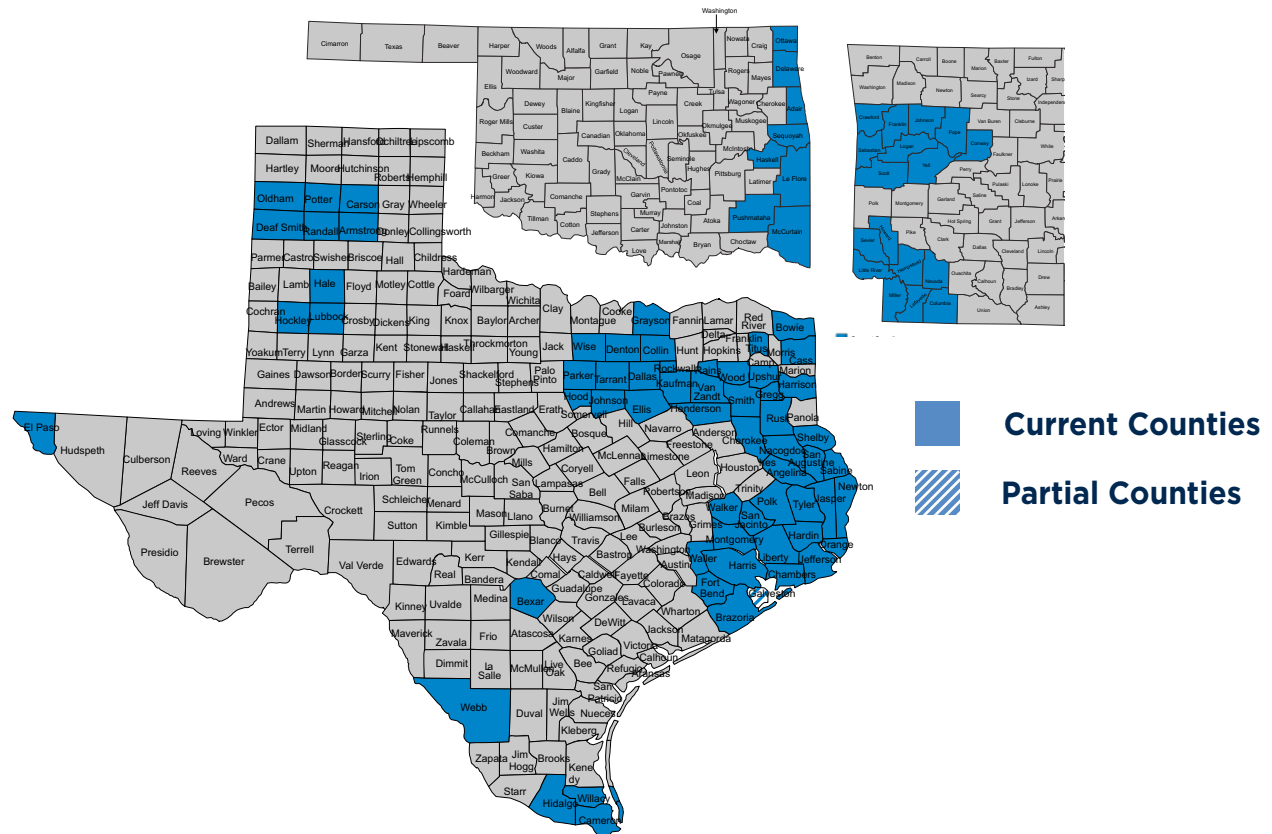 Washington
Cimarron
Texas
Beaver
Harper
Woods
Alfalfa
Grant
Kay
Osage
Nowata
Craig
Ottawa
Woodward
Major
Garfield
Noble
Pawnee
Rogers
Mayes
Delaware
Ellis
Dewey
Blaine
Kingfisher
Logan
Payne
Creek
Tulsa
Wagoner
Cherokee
Adair
Roger Mills
Custer
Canadian
Oklahoma
Lincoln
Okfuskee
Okmulgee
Muskogee
Sequoyah
Beckham
Washita
Caddo
Grady
Cleveland
Pottawatomie
Seminole
Hughes
McIntosh
Haskell
Le Flore
Greer
Kiowa
McClain
Pittsburg
Latimer
Harmon
Jackson
Comanche
Garvin
Pontotoc
Coal
Pushmataha
Tillman
Cotton
Stephens
Murray
Johnston
Atoka
McCurtain
Jefferson
Carter
Love
Marshal
Bryan
Choctaw
Benton
Carroll
Boone
Marion
Baxter
Fulton
Washington
Madison
Newton
Searcy
Stone
Izard
Sharp
Independence
Crawford
Franklin
Johnson
Pope
Van Buren
Cleburne
Sebastian
Logan
Conway
Faulkner
White
Scott
Yell
Perry
Pulaski
Lonoke
Prairie
Polk
Montgomery
Garland
Saline
Hot Spring
Grant
Jefferson
Arkan
Sevier
Howard
Pike
Clark
Dallas
Cleveland
Lincoln
Little River
Hempstead
Nevada
Ouachita
Calhoun
Bradley
Drew
Miller
Lafayette
Columbia
Union
Ashley
Dallam
Sherman
Hansford
Ochiltree
Lipscomb
Hartley
Moore
Hutchinson
Roberts
Hemphill
Oldham
Potter
Carson
Gray
Wheeler
Deaf Smith
Randall
Armstrong
Donley
Collingsworth
Parmer
Castro
Swisher
Briscoe
Hall
Childress
Hardeman
Bailey
Lamb
Hale
Floyd
Motley
Cottle
Foard
Wilbarger
Wichita
Clay
Montague
Cooke
Grayson
Fannin
Lamar
Red
River
Bowie
Cochran
Hockley
Lubbock
Crosby
Dickens
King
Knox
Baylor
Archer
Delta
Franklin
Titus
Morris
Cass
Yoakum
Terry
Lynn
Garza
Kent
Stonewall
Haskell
Throckmorton
Young
Jack
Wise
Denton
Collin
Hunt
Hopkins
Camp
Marion
Gaines
Dawson
Border
Scurry
Fisher
Jones
Shackelford
Stephens
Palo
Pinto
Parker
Tarrant
Dallas
Rockwall
Kaufman
Rains
Van
Zandt
Wood
Upshur
Harrison
Gregg
Andrews
Martin
Howard
Mitchell
Nolan
Taylor
Callahan
Eastland
Erath
Hood
Johnson
Somervell
Ellis
Henderson
Smith
Rusk
Panola
El Paso
Hudspeth
Culberson
Reeves
Loving
Winkler
Ector
Midland
Glasscock
Sterling
Coke
Runnels
Coleman
Brown
Comanche
Hamilton
Bosque
Hill
Navarro
Freestone
Anderson
Cherokee
Nacogdoches
Shelby
San
Augustine
Sabine
Ward
Crane
Upton
Reagan
Irion
Tom
Green
Concho
McCulloch
Mills
San
Saba
Lampasas
Coryell
McLennan
Limestone
Falls
Leon
Houston
Trinity
Angelina
Newton
Jasper
Jeff Davis
Pecos
Crockett
Schleicher
Menard
Mason
Llano
Burnet
Bell
Milam
Robertson
Madison
Walker
Polk
San
Jacinto
Tyler
Presidio
Brewster
Terrell
Sutton
Kimble
Gillespie
Blanco
Travis
Williamson
Lee
Burleson
Brazos
Grimes
Montgomery
Hardin
Orange
Val Verde
Edwards
Kerr
Real
Bandera
Kendall
Comal
Hays
Caldwell
Bastrop
Fayette
Washington
Austin
Waller
Harris
Liberty
Jefferson
Chambers
Kinney
Uvalde
Medina
Bexar
Guadalupe
Gonzales
Lavaca
Colorado
Fort
Bend
Galveston
Brazoria
Maverick
Zavala
Frio
Atascosa
Wilson
Karnes
DeWitt
Jackson
Wharton
Matagorda
Dimmit
la
Salle
McMullen
Live
Oak
Bee
Goliad
Victoria
Refugio
Calhoun
Aransas
San
Patricio
Webb
Duval
Jim
Wells
Nueces
Kleberg
Zapata
Jim
Hogg
Brooks
Kene
dy
Starr
Hidalgo
Willacy
Cameron
Current Counties
Partial Counties